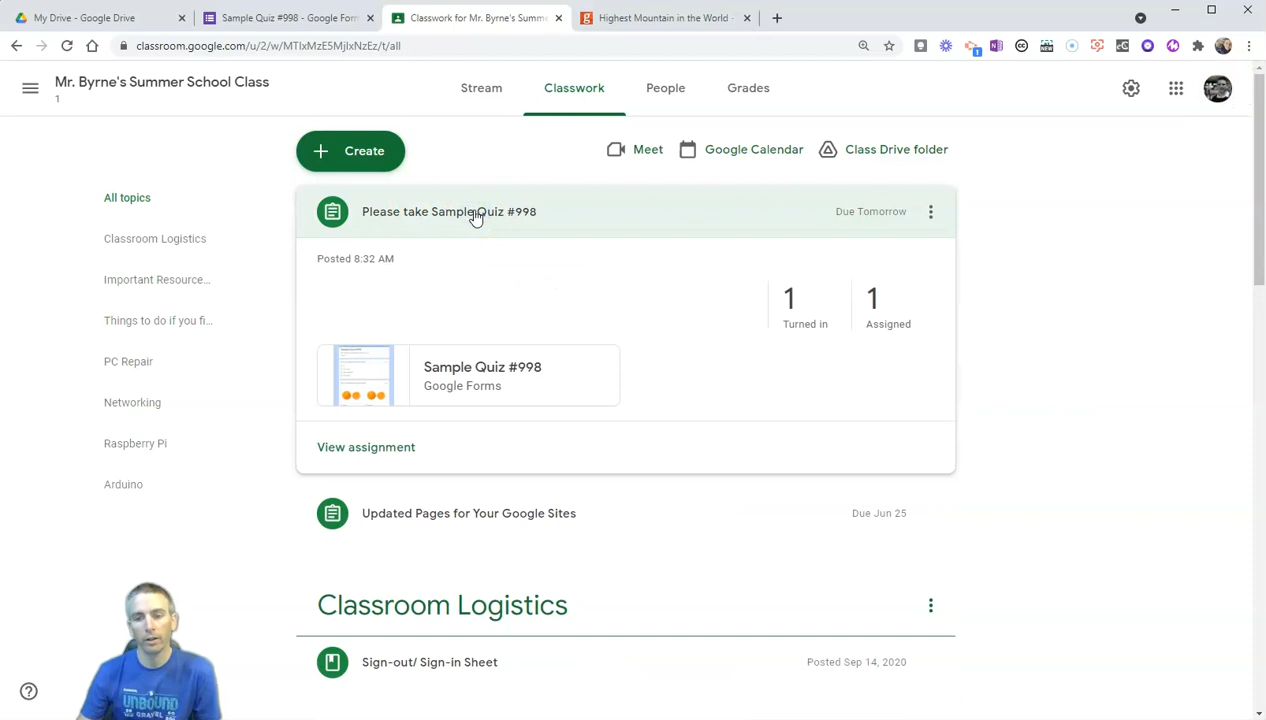 My Drive - Google Drive
Sample Quiz #998 - Google Form
Classwork for Mr. Byrne's Summe
Highest Mountain in the World -
classroom.google.com/u/2/w/MTIxMzE5MjIxNzEz/t/all
Mr. Byrne's Summer School Class
1
Stream
Classwork
People
Grades
Create
Meet
Google Calendar
Class Drive folder
All topics
Classroom Logistics
Important Resource...
Things to do if you fi...
PC Repair
Networking
Raspberry Pi
Arduino
Please take Sample Quiz #998
Due Tomorrow
Posted 8:32 AM
1
Turned in
1
Assigned
Sample Quiz #998
Google Forms
View assignment
Updated Pages for Your Google Sites
Due Jun 25
Classroom Logistics
Sign-out/ Sign-in Sheet
Posted Sep 14, 2020
UNBOUND
GRAVEL